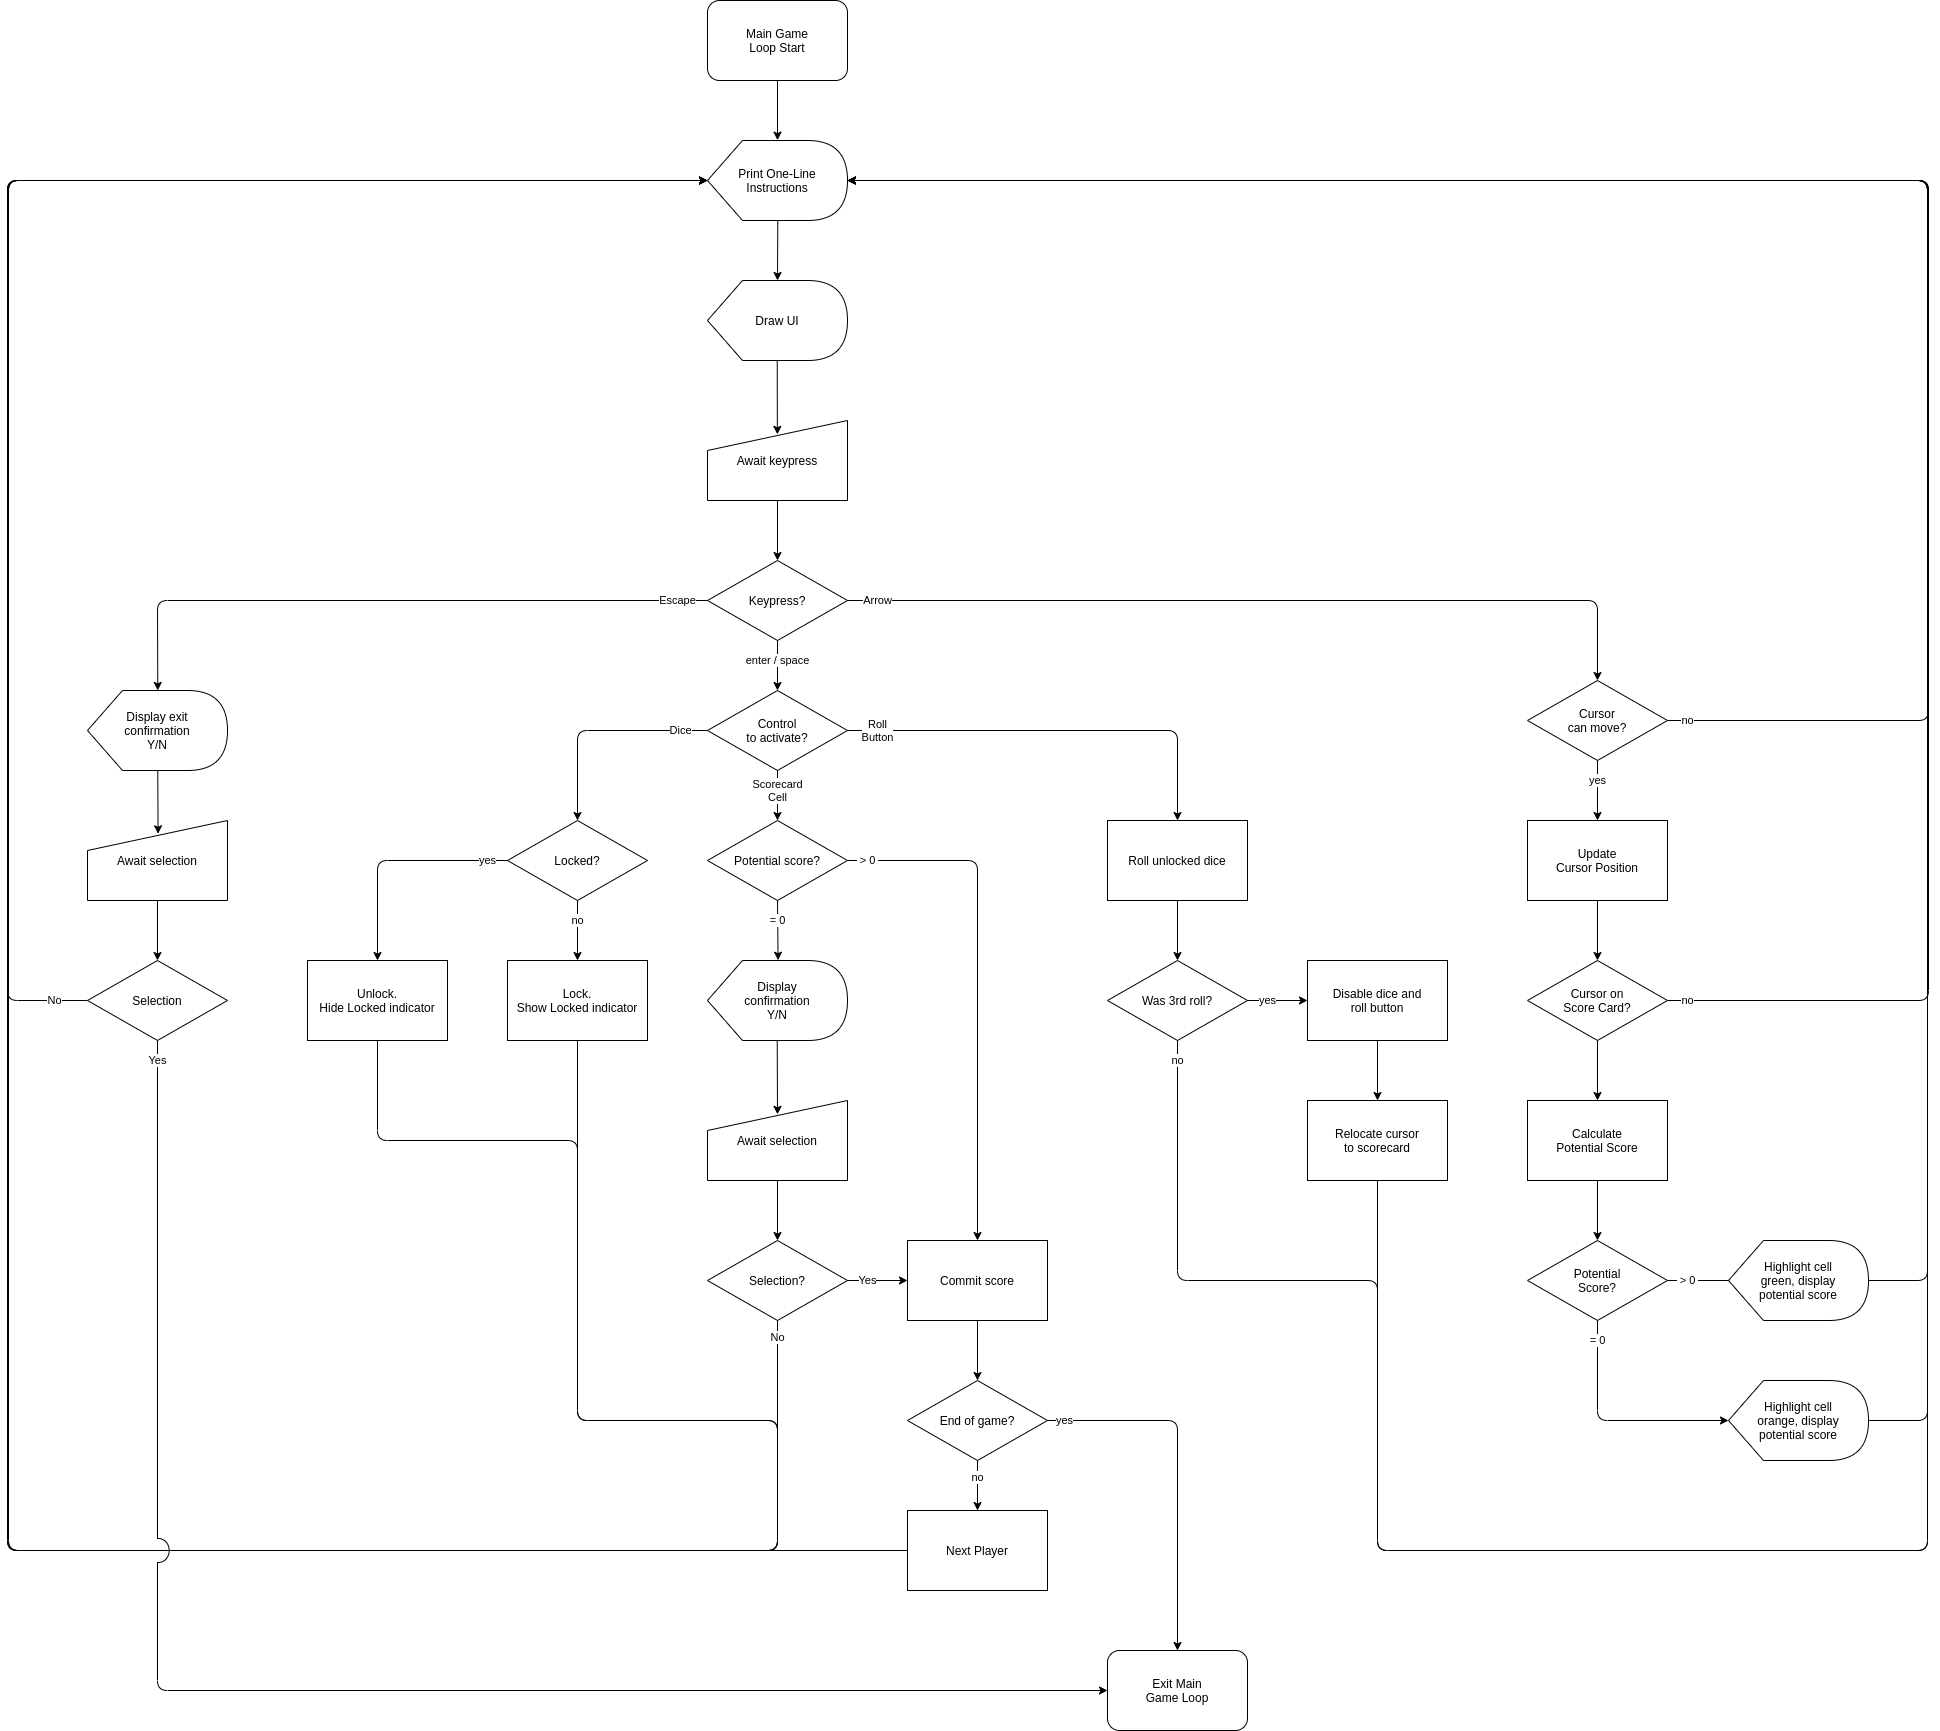 Main Game
Loop Start
Print One-Line
Instructions
Draw UI
Await keypress
Escape
Keypress?
Arrow
enter / space
Display exit
confirmation
Y/N
Dice
Control
to activate?
Roll
Button
Cursor
can move?
no
Scorecard
Cell
yes
Await selection
yes
Locked?
Potential score?
> 0
Roll unlocked dice
Update
Cursor Position
no
= 0
No
Selection
Unlock.
Hide Locked indicator
Lock.
Show Locked indicator
Display
confirmation
Y/N
Was 3rd roll?
yes
Disable dice and
roll button
Cursor on
Score Card?
no
Yes
no
Await selection
Relocate cursor
to scorecard
Calculate
Potential Score
Selection?
Yes
Commit score
Potential
Score?
> 0
Highlight cell
green, display
potential score
No
= 0
End of game?
yes
Highlight cell
orange, display
potential score
no
Next Player
Exit Main
Game Loop